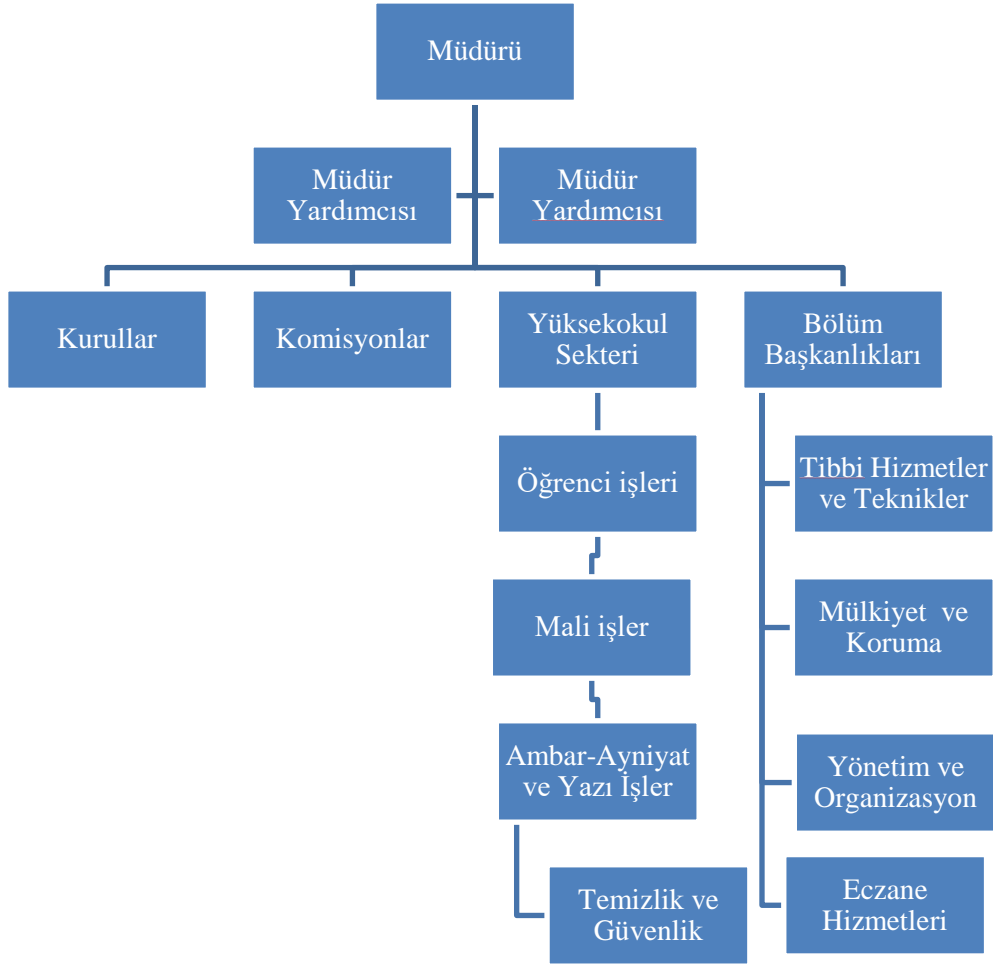 Müdürü
Müdür
Yardımcısı
Müdür
Yardımcısı
Kurullar
Komisyonlar
Yüksekokul
Sekteri
Bölüm
Başkanlıkları
Öğrenci işleri
Tibbi Hizmetler
ve Teknikler
Mali işler
Mülkiyet ve
Koruma
Ambar-Ayniyat
ve Yazı İşler
Yönetim ve
Organizasyon
Temizlik ve
Güvenlik
Eczane
Hizmetleri